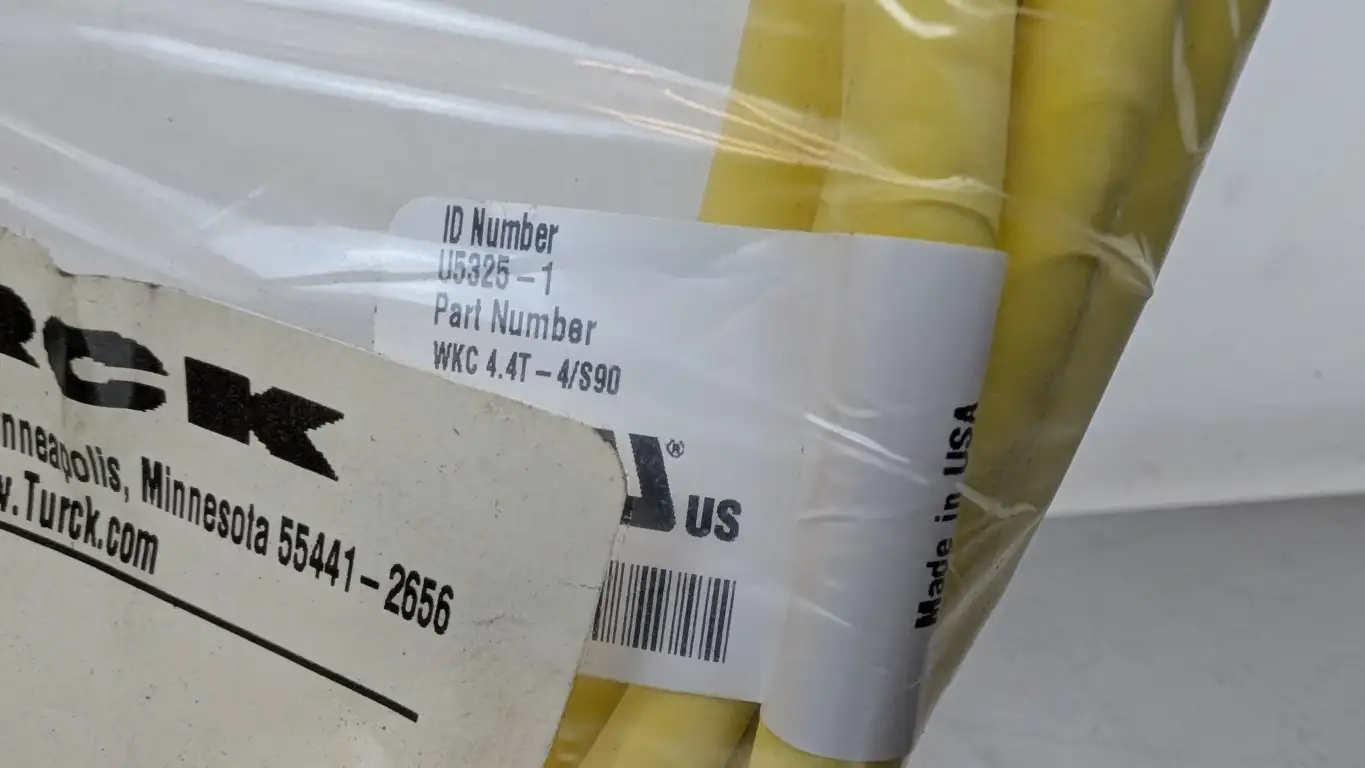 ID Number
U5325-1
Part Number
WKC 4.4T-4/S90
RCK
nneapolis, Minnesota 55441-2656
w.Turck.com
® US
Made in USA